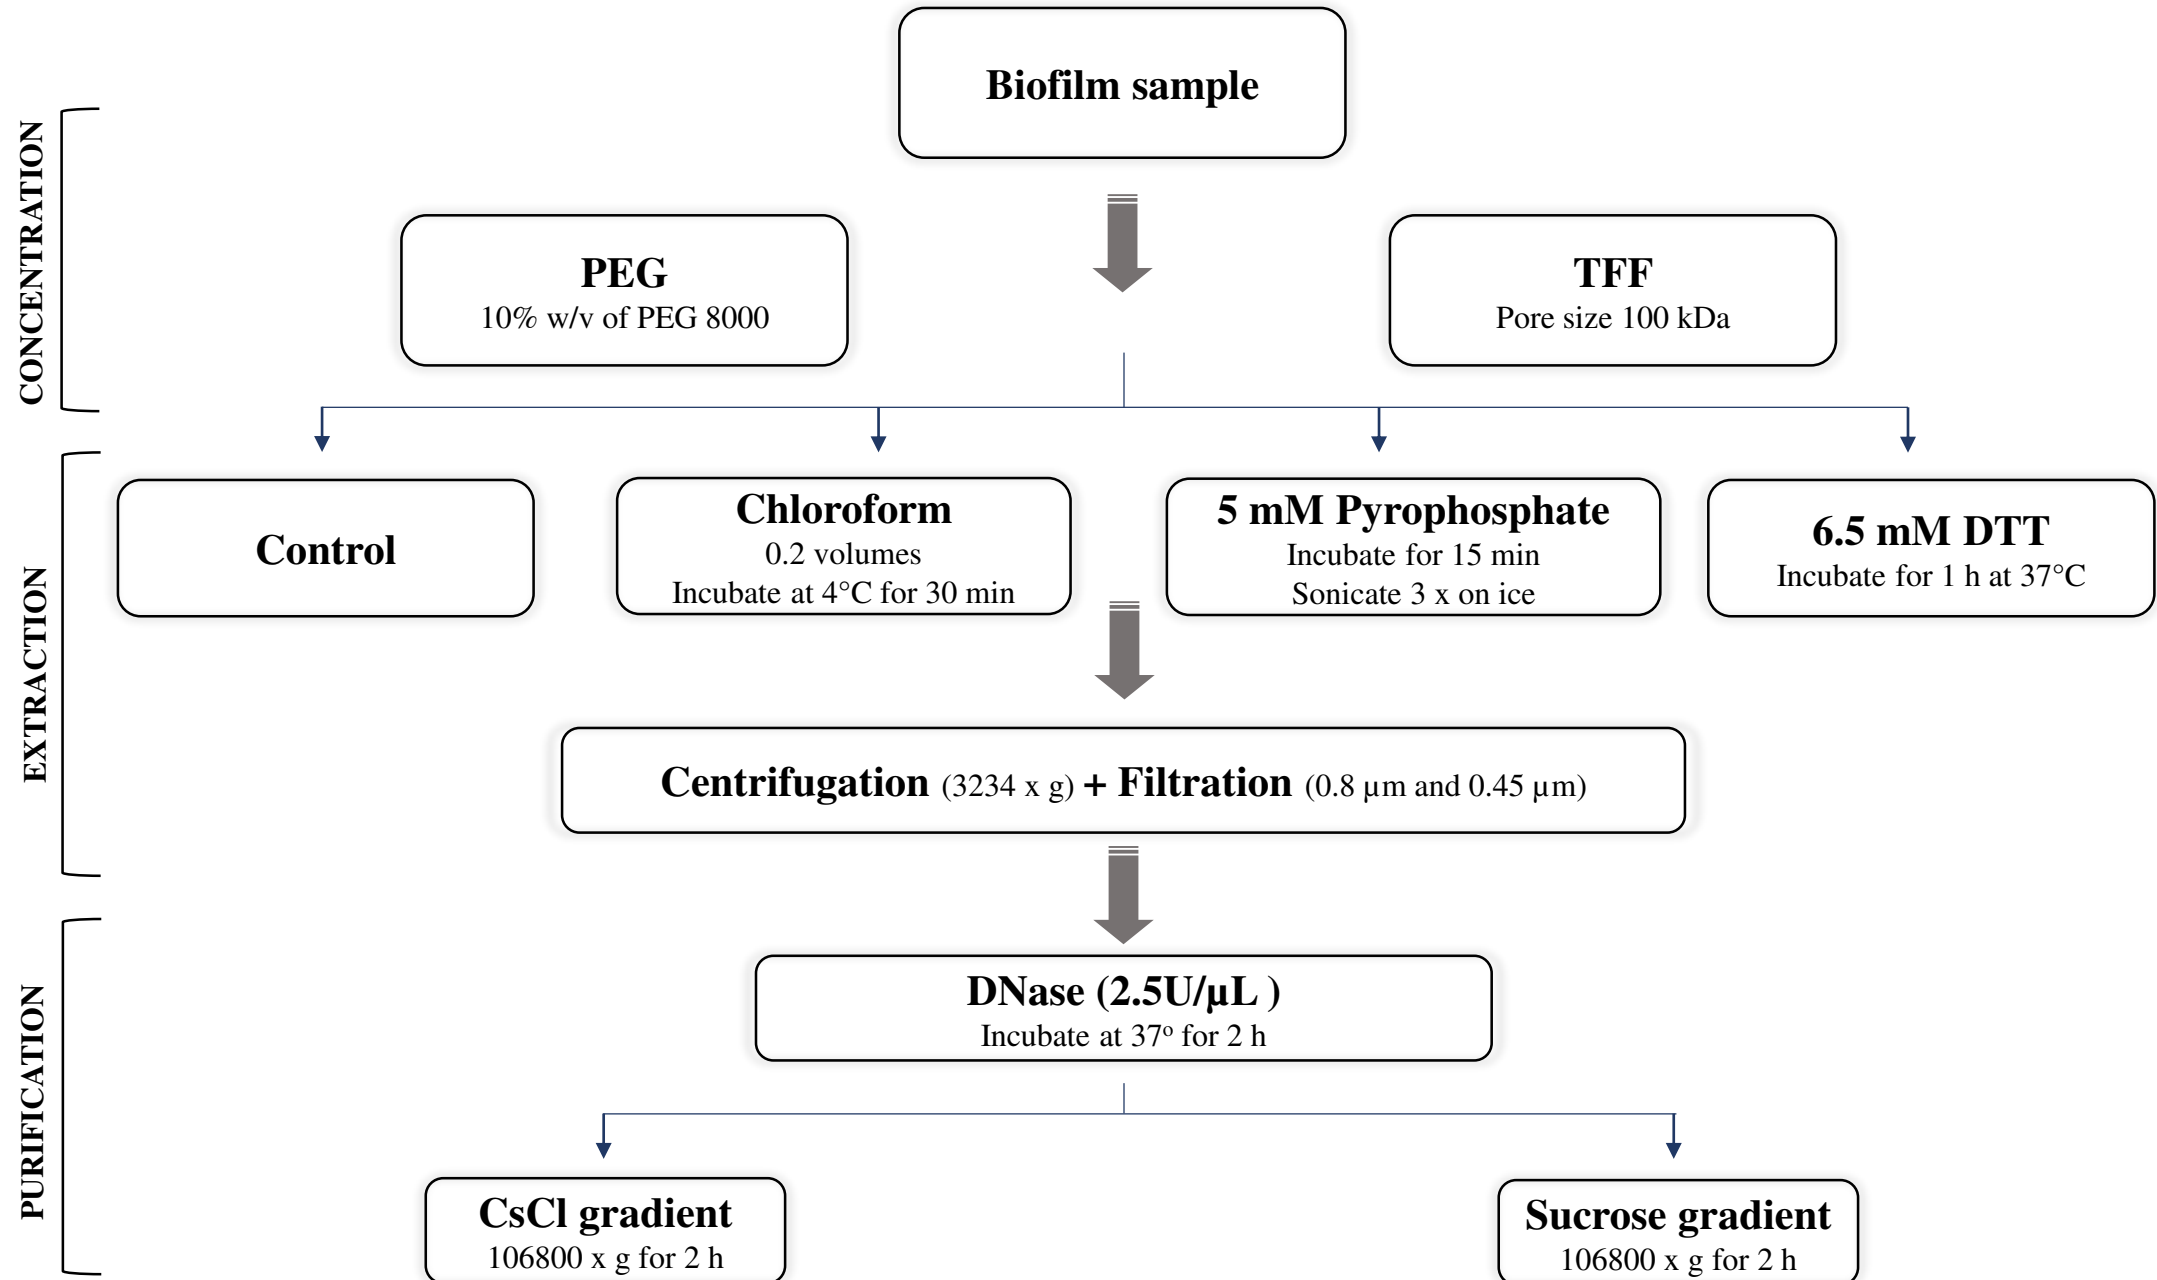 Biofilm sample
CONCENTRATION
PEG
10% w/v of PEG 8000
TFF
Pore size 100 kDa
EXTRACTION
Control
Chloroform
0.2 volumes
Incubate at 4°C for 30 min
5 mM Pyrophosphate
Incubate for 15 min
Sonicate 3 x on ice
6.5 mM DTT
Incubate for 1 h at 37°C
Centrifugation (3234 x g) + Filtration (0.8 µm and 0.45 µm)
PURIFICATION
DNase (2.5U/µL )
Incubate at 37º for 2 h
CsCl gradient
106800 x g for 2 h
Sucrose gradient
106800 x g for 2 h